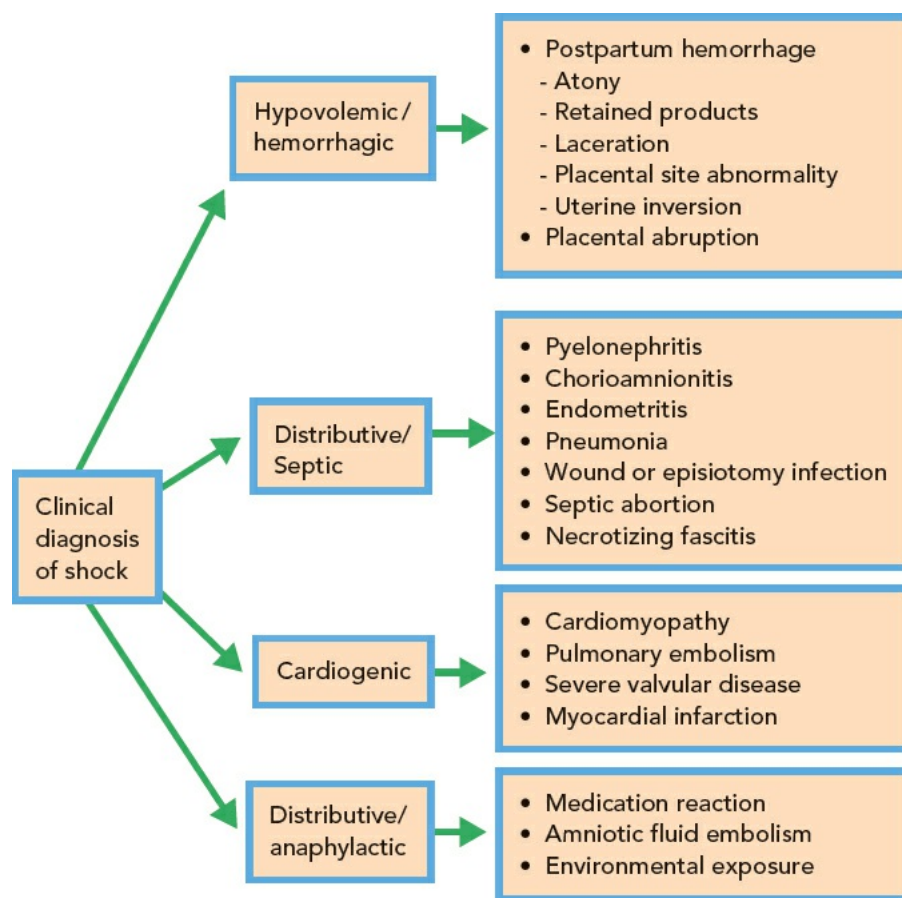 Clinical
diagnosis
of shock
Hypovolemic/
hemorrhagic
• Postpartum hemorrhage
- Atony
- Retained products
- Laceration
- Placental site abnormality
- Uterine inversion
• Placental abruption
Distributive/
Septic
• Pyelonephritis
• Chorioamnionitis
• Endometritis
• Pneumonia
• Wound or episiotomy infection
• Septic abortion
• Necrotizing fascitis
Cardiogenic
• Cardiomyopathy
• Pulmonary embolism
• Severe valvular disease
• Myocardial infarction
Distributive/
anaphylactic
• Medication reaction
• Amniotic fluid embolism
• Environmental exposure